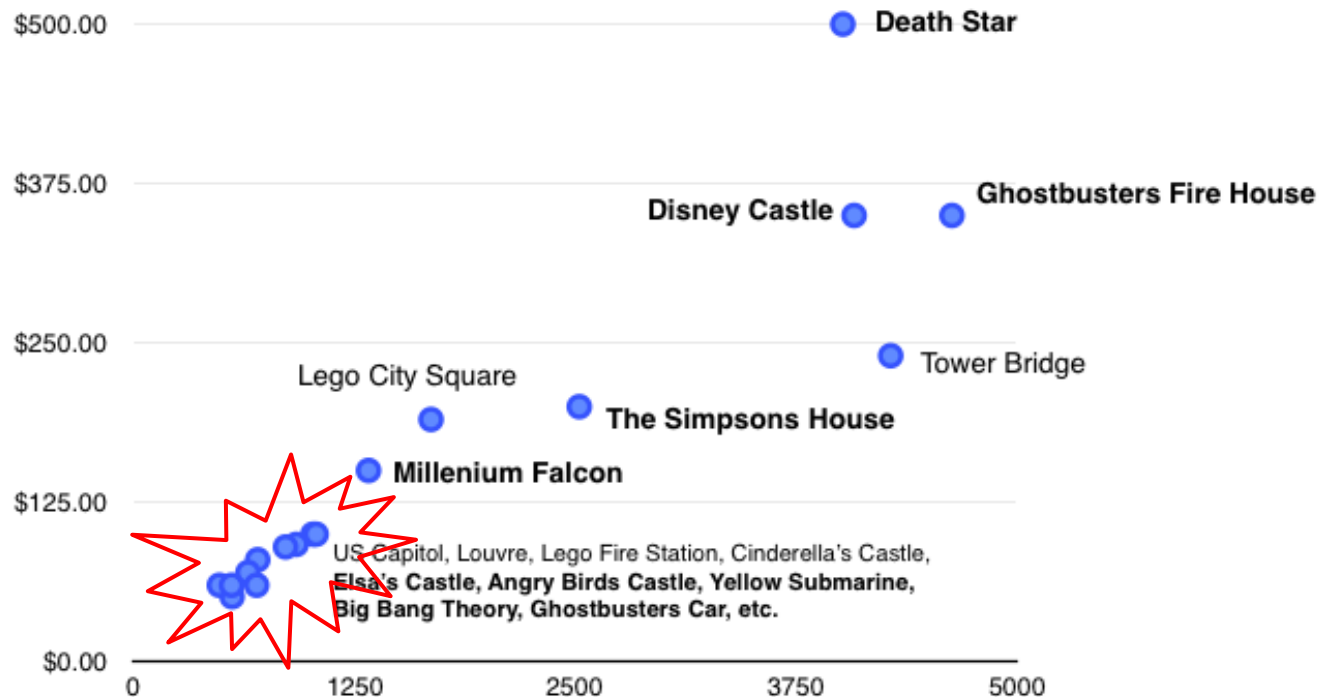 $500.00
Death Star
$375.00
Ghostbusters Fire House
Disney Castle
$250.00
Tower Bridge
Lego City Square
The Simpsons House
Millenium Falcon
$125.00
US Capitol, Louvre, Lego Fire Station, Cinderella's Castle,
Elsa's Castle, Angry Birds Castle, Yellow Submarine,
Big Bang Theory, Ghostbusters Car, etc.
$0.00
0 1250 2500 3750 5000